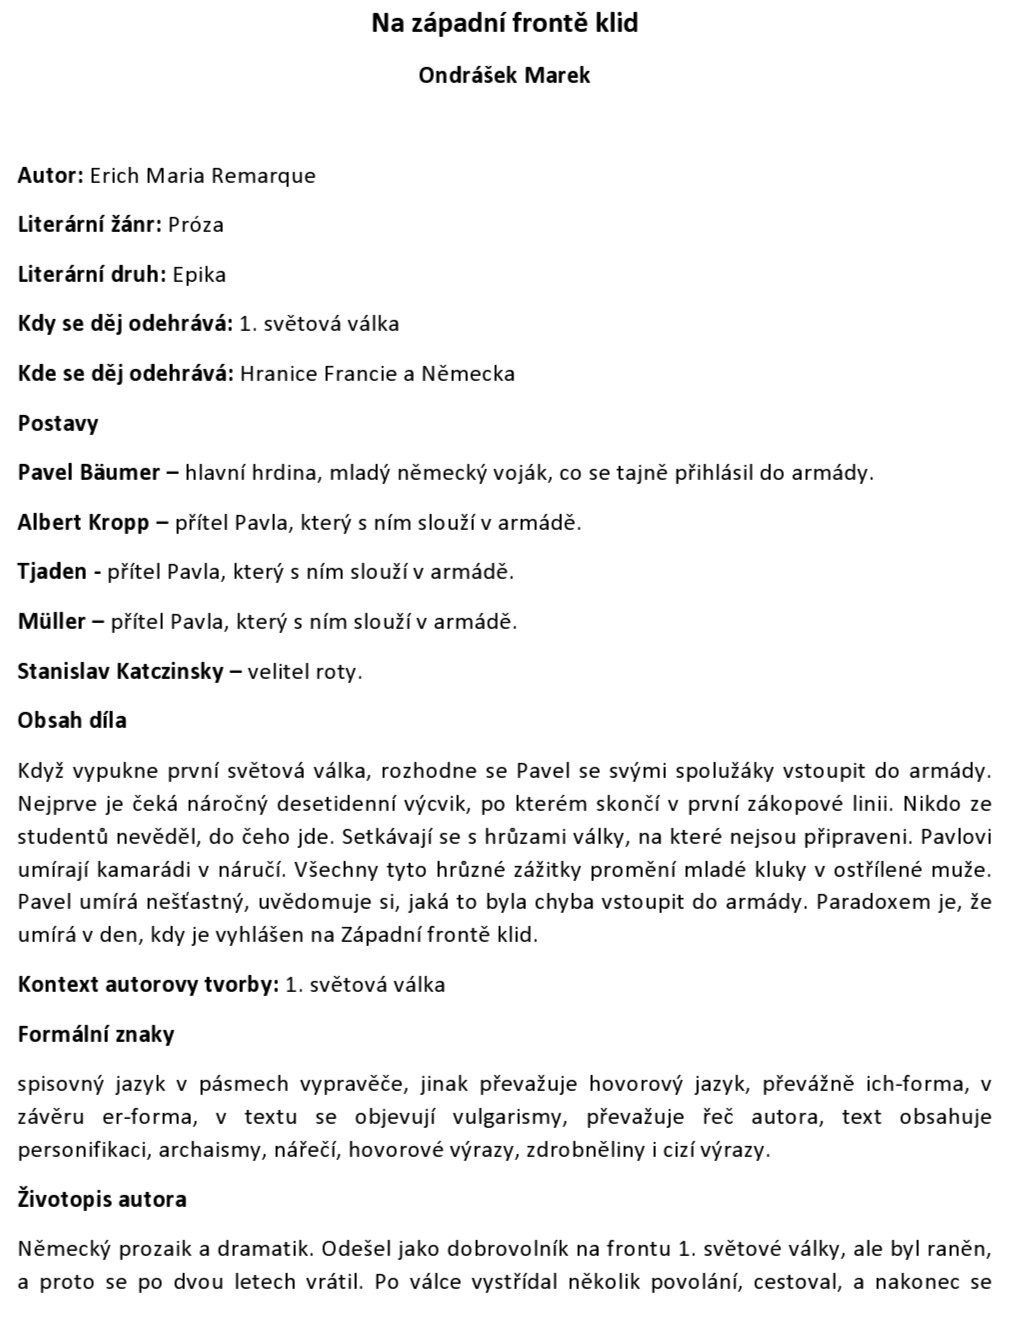 Na západní frontě klid
Ondrášek Marek
Autor: Erich Maria Remarque
Literární žánr: Próza
Literární druh: Epika
Kdy se děj odehrává: 1. světová válka
Kde se děj odehrává: Hranice Francie a Německa
Postavy
Pavel Bäumer – hlavní hrdina, mladý německý voják, co se tajně přihlásil do armády.
Albert Kropp – přítel Pavla, který s ním slouží v armádě.
Tjaden - přítel Pavla, který s ním slouží v armádě.
Müller – přítel Pavla, který s ním slouží v armádě.
Stanislav Katczinsky – velitel roty.
Obsah díla
Když vypukne první světová válka, rozhodne se Pavel se svými spolužáky vstoupit do armády.
Nejprve je čeká náročný desetidenní výcvik, po kterém skončí v první zákopové linii. Nikdo ze
studentů nevěděl, do čeho jde. Setkávají se s hrůzami války, na které nejsou připraveni. Pavlovi
umírají kamarádi v náručí. Všechny tyto hrůzné zážitky promění mladé kluky v ostřílené muže.
Pavel umírá nešťastný, uvědomuje si, jaká to byla chyba vstoupit do armády. Paradoxem je, že
umírá v den, kdy je vyhlášen na Západní frontě klid.
Kontext autorovy tvorby: 1. světová válka
Formální znaky
spisovný jazyk v pásmech vypravěče, jinak převažuje hovorový jazyk, převážně ich-forma, v
závěru er-forma, v textu se objevují vulgarismy, převažuje řeč autora, text obsahuje
personifikaci, archaismy, nářečí, hovorové výrazy, zdrobněliny i cizí výrazy.
Životopis autora
Německý prozaik a dramatik. Odešel jako dobrovolník na frontu 1. světové války, ale byl raněn,
a proto se po dvou letech vrátil. Po válce vystřídal několik povolání, cestoval, a nakonec se